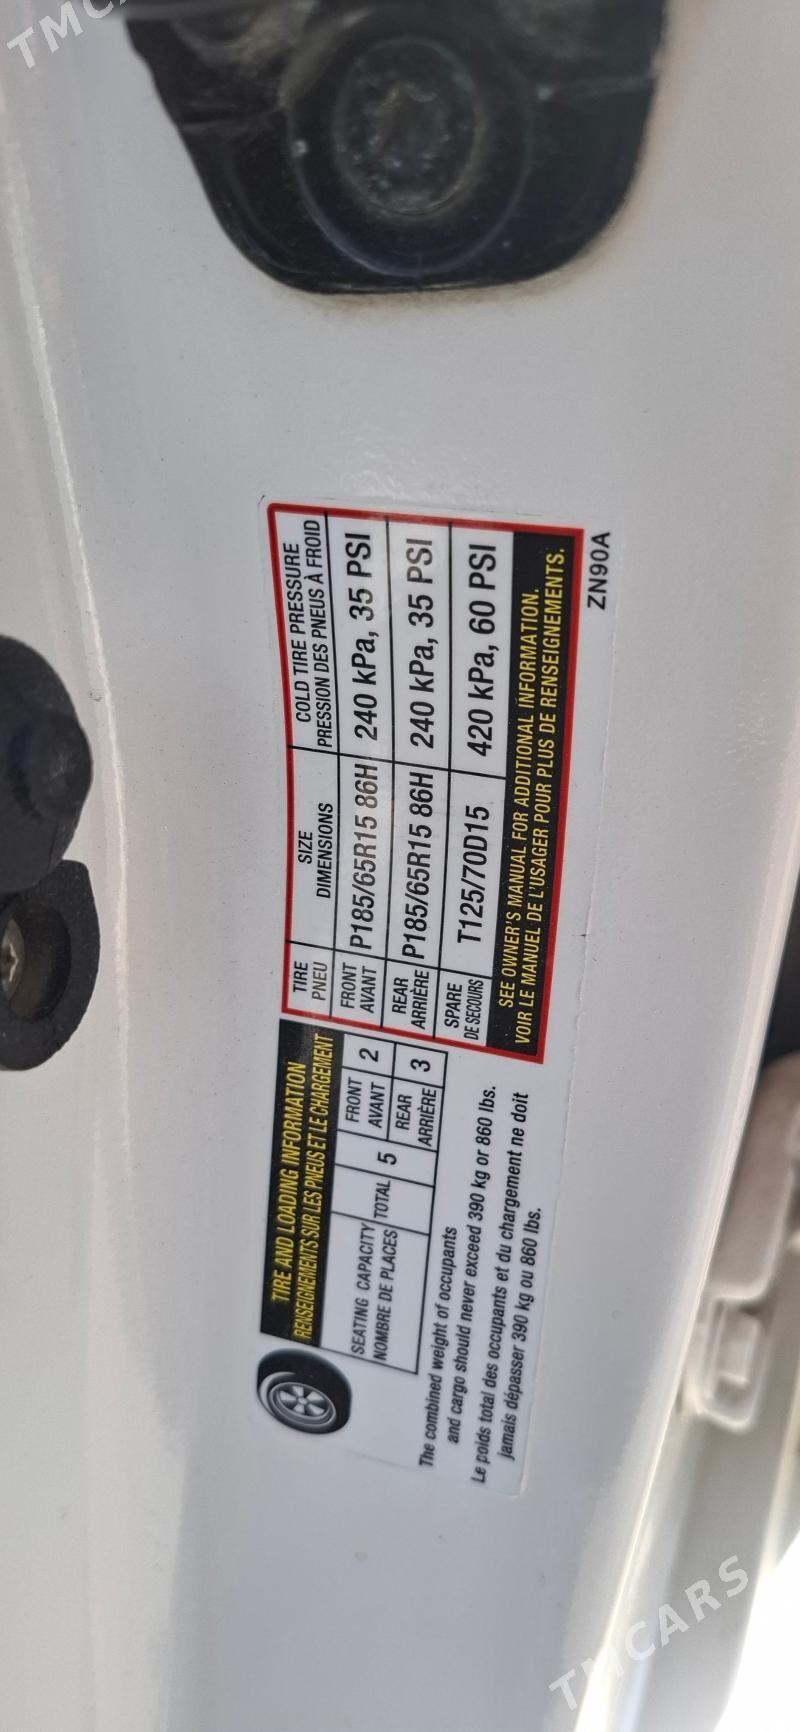 TIRE AND LOADING INFORMATION
RENSEIGNEMENTS SUR LES PNEUS ET LE CHARGEMENT
SEATING CAPACITY
NOMBRE DE PLACES
TOTAL 5
FRONT
AVANT 2
REAR
ARRIÈRE 3
The combined weight of occupants
and cargo should never exceed 390 kg or 860 lbs.
Le poids total des occupants et du chargement ne doit
jamais dépasser 390 kg ou 860 lbs.
TIRE
PNEU
SIZE
DIMENSIONS
COLD TIRE PRESSURE
PRESSION DES PNEUS À FROID
FRONT
AVANT
P185/65R15 86H
240 kPa, 35 PSI
REAR
ARRIÈRE
P185/65R15 86H
240 kPa, 35 PSI
SPARE
DE SECOURS
T125/70D15
420 kPa, 60 PSI
SEE OWNER'S MANUAL FOR ADDITIONAL INFORMATION.
VOIR LE MANUEL DE L'USAGER POUR PLUS DE RENSEIGNEMENTS.
ZN90A
TMCARS